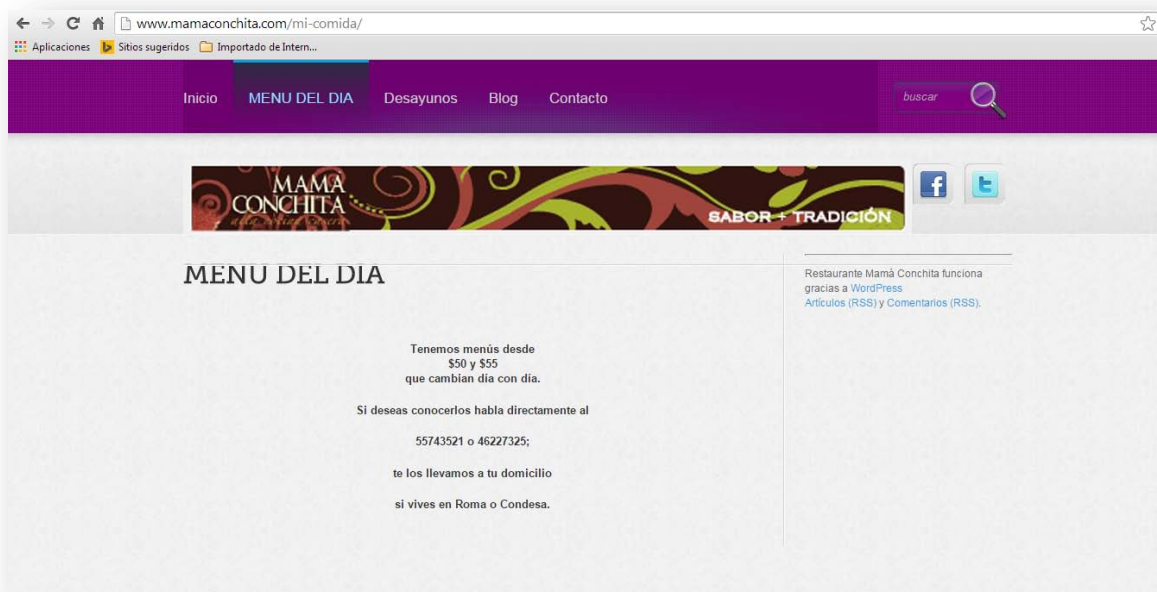 www.mamaconchita.com/mi-comida/
Aplicaciones Sitios sugeridos Importado de Intern...
Inicio MENU DEL DIA Desayunos Blog Contacto buscar
MAMÁ
CONCHITA
SABOR + TRADICIÓN
MENU DEL DIA
Restaurante Mamá Conchita funciona
gracias a WordPress
Artículos (RSS) y Comentarios (RSS).
Tenemos menús desde
$50 y $55
que cambian día con día.
Si deseas conocerlos habla directamente al
55743521 o 46227325;
te los llevamos a tu domicilio
si vives en Roma o Condesa.